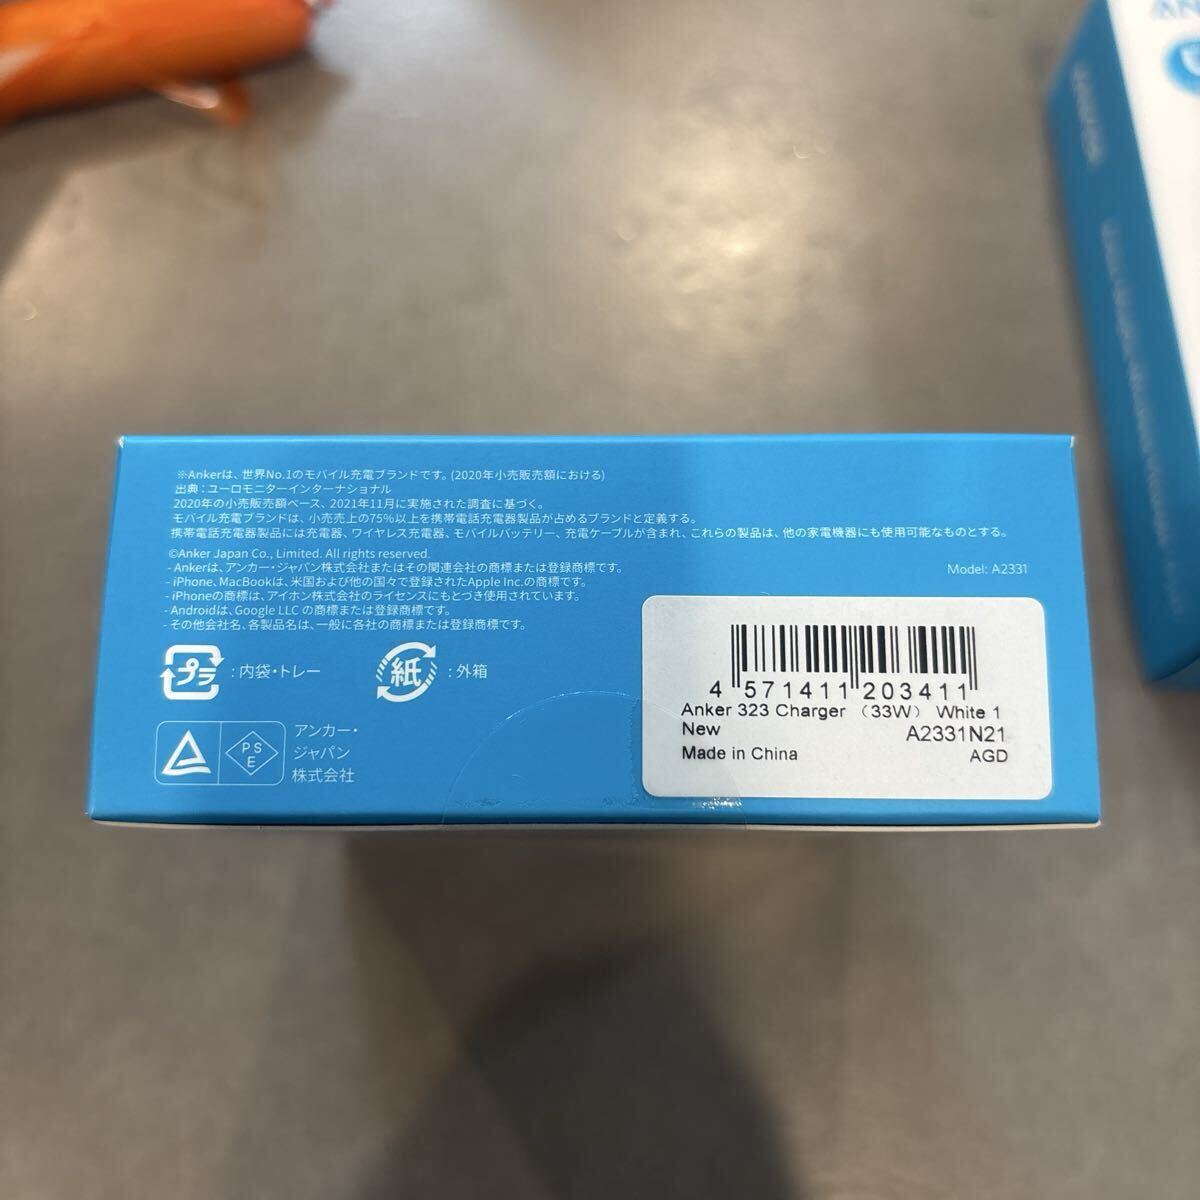 ※Ankerは、世界No.1のモバイル充電ブランドです。(2020年小売販売額における)
出典：ユーロモニターインターナショナル
2020年の小売販売額ベース、2021年11月に実施された調査に基づく。
モバイル充電ブランドは、小売売上の75%以上を携帯電話充電器製品が占めるブランドと定義する。
携帯電話充電器製品には充電器、ワイヤレス充電器、モバイルバッテリー、充電ケーブルが含まれ、これらの製品は、他の家電機器にも使用可能なものとする。
©Anker Japan Co., Limited. All rights reserved.
- Ankerは、アンカー・ジャパン株式会社またはその関連会社の商標または登録商標です。
- iPhone、MacBookは、米国および他の国々で登録されたApple Inc.の商標です。
- iPhoneの商標は、アイホン株式会社のライセンスにもとづき使用されています。
- Androidは、Google LLC の商標または登録商標です。
- その他会社名、各製品名は、一般に各社の商標または登録商標です。
Model: A2331
プラ : 内袋・トレー
紙 : 外箱
PS
E
アンカー・
ジャパン
株式会社
4 571411 203411
Anker 323 Charger （33W） White 1
New A2331N21
Made in China AGD